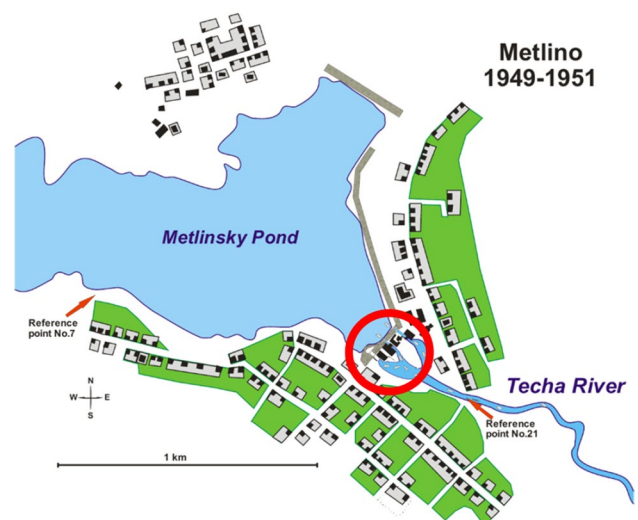 Metlino
1949-1951
Metlinsky Pond
Reference
point No.7
N
W E
S
Techa River
Reference
point No.21
1 km